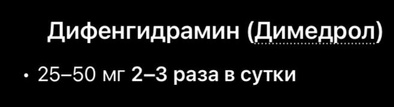 Дифенгидрамин (Димедрол)
• 25–50 мг 2–3 раза в сутки